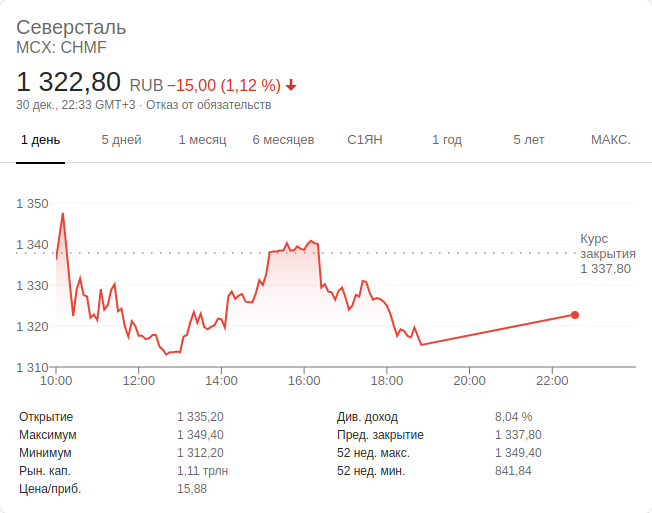 Северсталь
MCX: CHMF
1 322,80 RUB −15,00 (1,12 %)
30 дек., 22:33 GMT+3 · Отказ от обязательств
1 день 5 дней 1 месяц 6 месяцев С1ЯН 1 год 5 лет МАКС.
1 350
1 340
1 330
1 320
1 310
Курс
закрытия
1 337,80
10:00 12:00 14:00 16:00 18:00 20:00 22:00
Открытие 1 335,20 Див. доход 8,04 %
Максимум 1 349,40 Пред. закрытие 1 337,80
Минимум 1 312,20 52 нед. макс. 1 349,40
Рын. кап. 1,11 трлн 52 нед. мин. 841,84
Цена/приб. 15,88